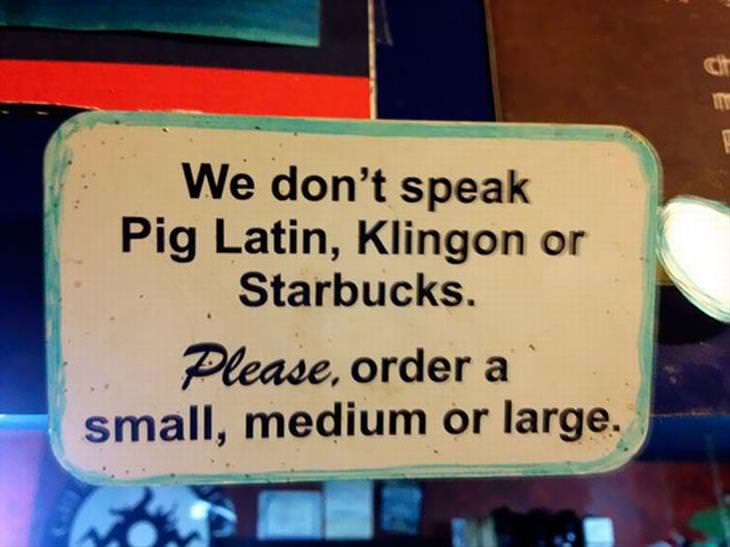 We don't speak
Pig Latin, Klingon or
Starbucks.
Please, order a
small, medium or large.